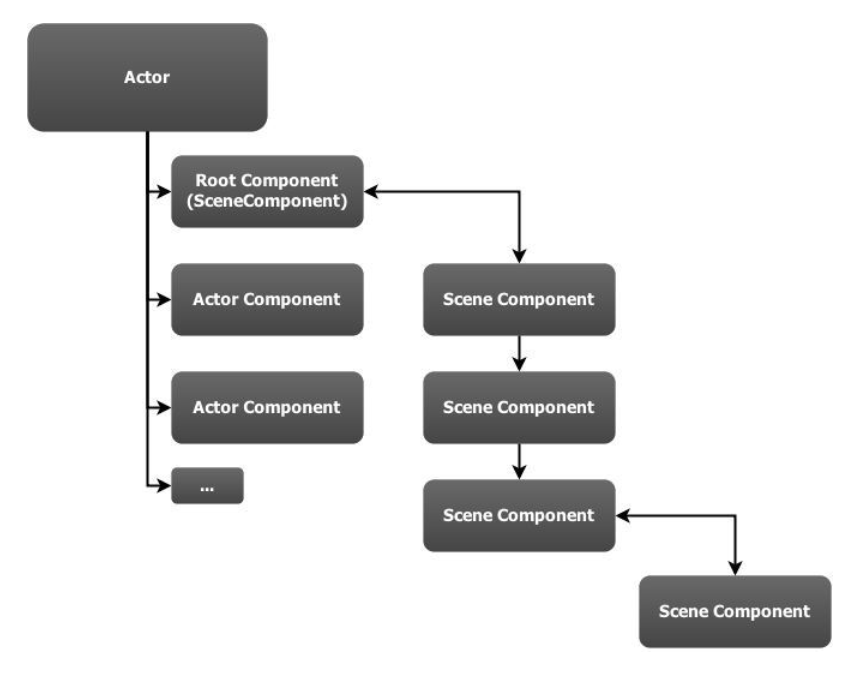 Actor
Root Component
(SceneComponent)
Actor Component
Scene Component
Actor Component
Scene Component
...
Scene Component
Scene Component